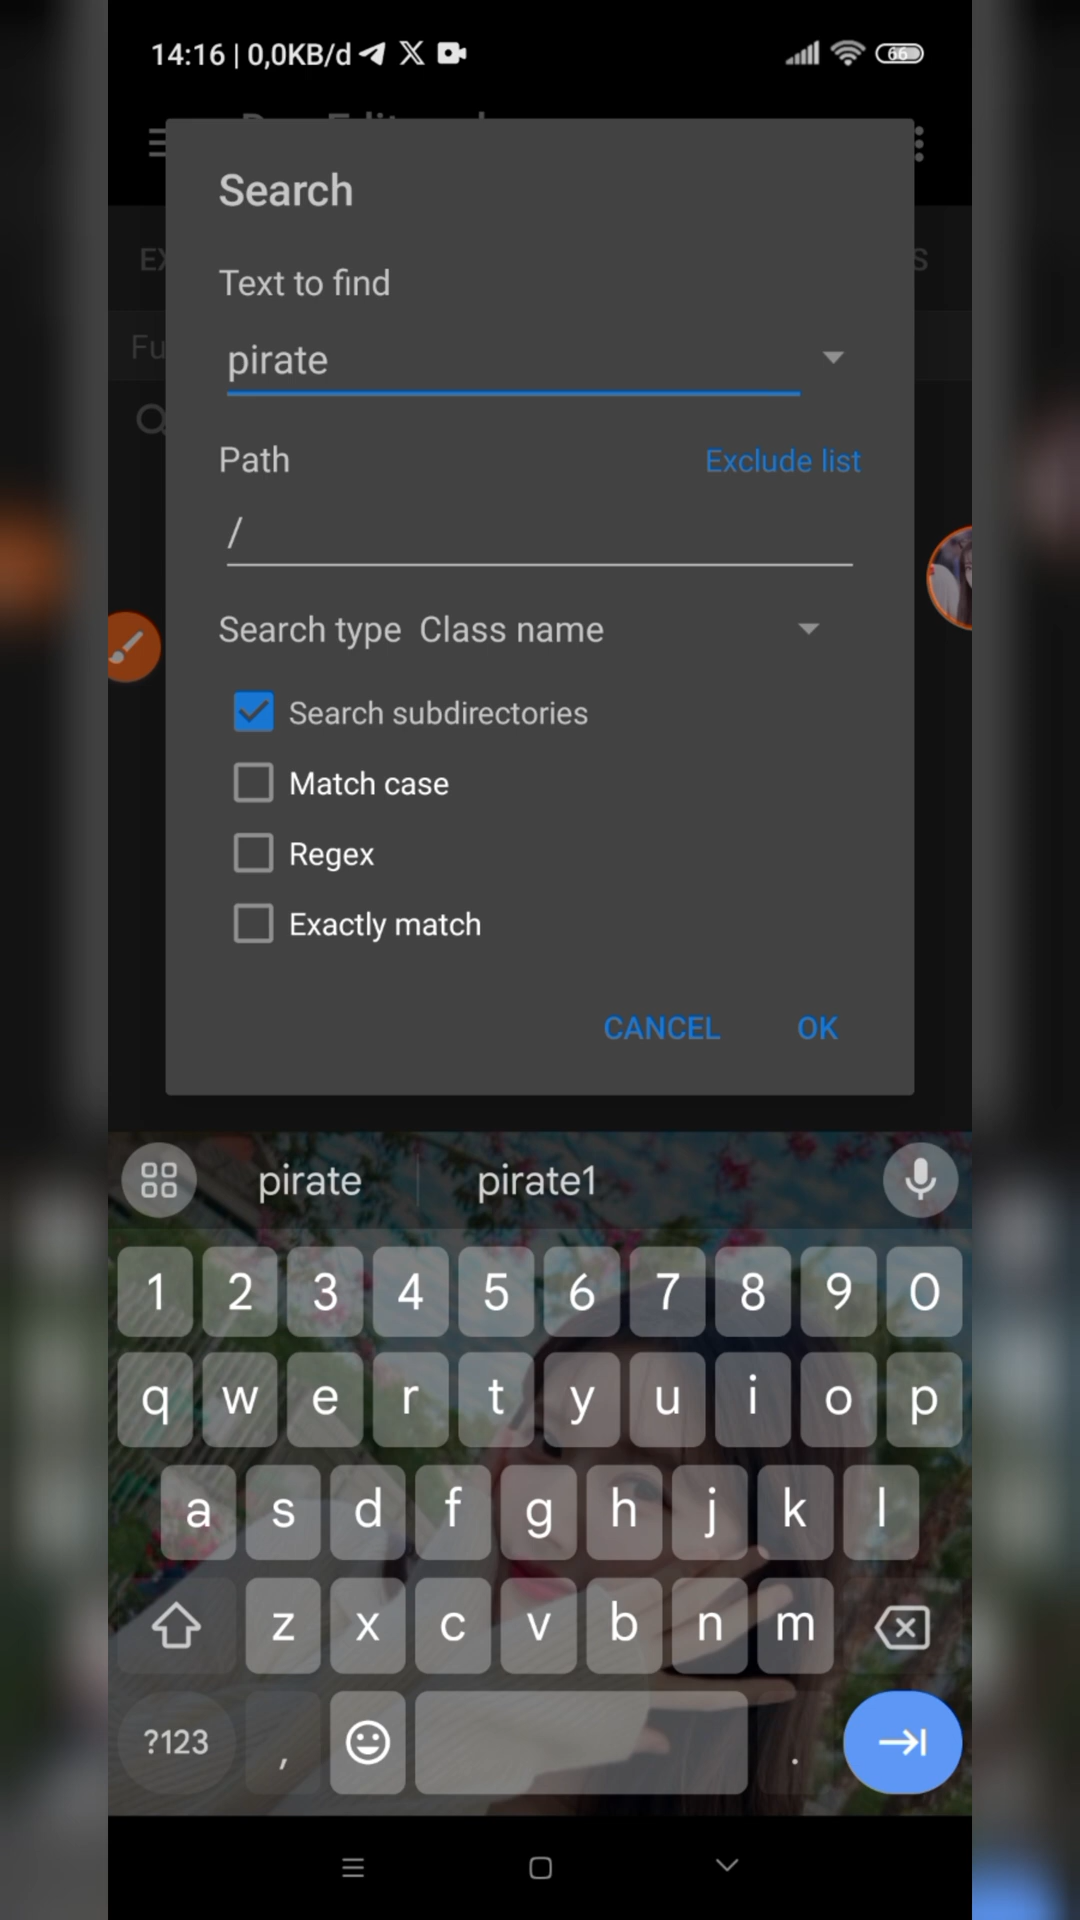 14:16 | 0,0KB/d
66
Search
EX
S
Text to find
Fu
pirate
Path
Exclude list
/
Search type Class name
Search subdirectories
Match case
Regex
Exactly match
CANCEL OK
pirate pirate1
1 2 3 4 5 6 7 8 9 0
q w e r t y u i o p
a s d f g h j k l
z x c v b n m
?123 , .